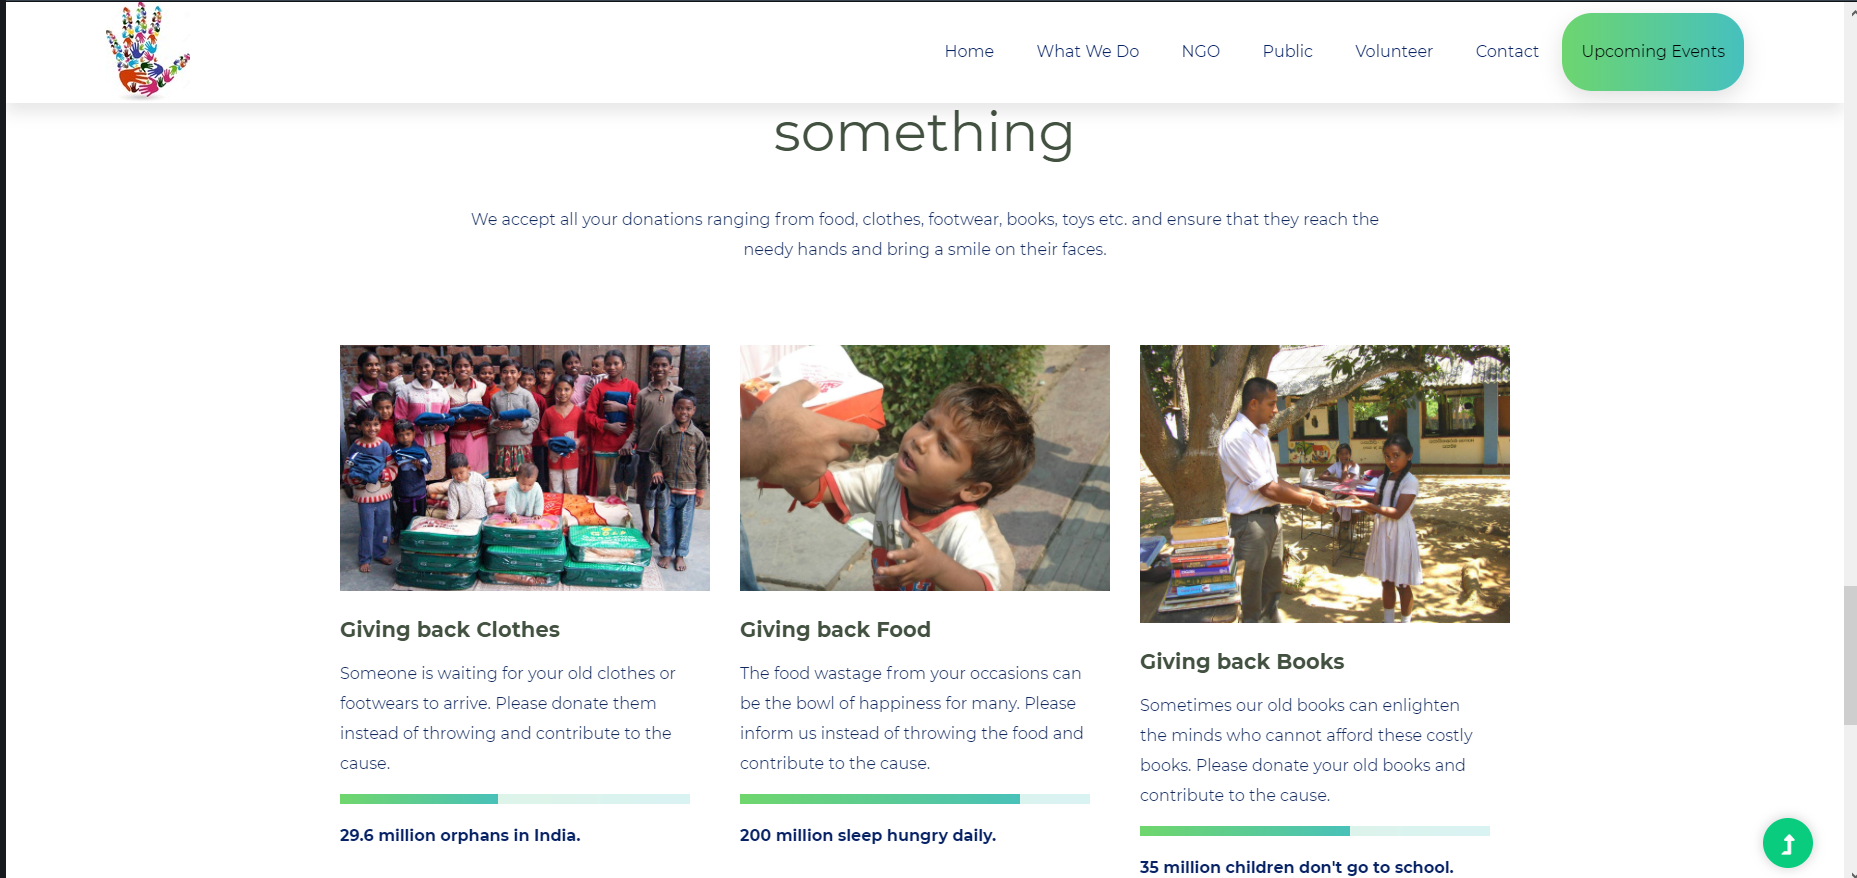 Home What We Do NGO Public Volunteer Contact Upcoming Events
something
We accept all your donations ranging from food, clothes, footwear, books, toys etc. and ensure that they reach the
needy hands and bring a smile on their faces.
Giving back Clothes
Someone is waiting for your old clothes or
footwears to arrive. Please donate them
instead of throwing and contribute to the
cause.
29.6 million orphans in India.
Giving back Food
The food wastage from your occasions can
be the bowl of happiness for many. Please
inform us instead of throwing the food and
contribute to the cause.
200 million sleep hungry daily.
Giving back Books
Sometimes our old books can enlighten
the minds who cannot afford these costly
books. Please donate your old books and
contribute to the cause.
35 million children don't go to school.